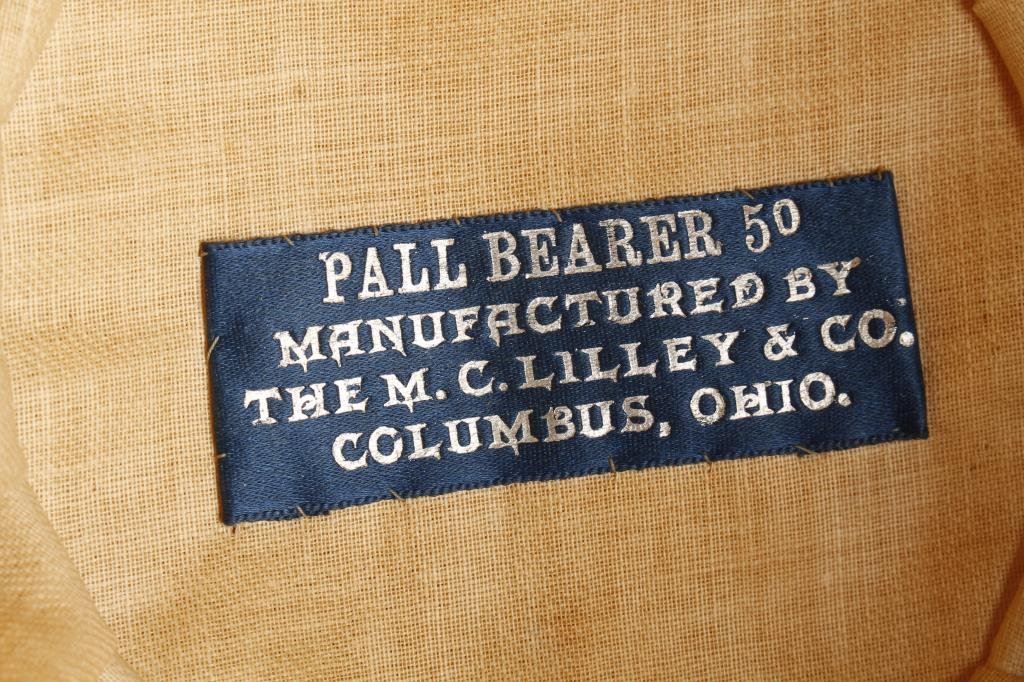 PALL BEARER 50
MANUFACTURED BY
THE M. C. LILLEY & CO.
COLUMBUS, OHIO.